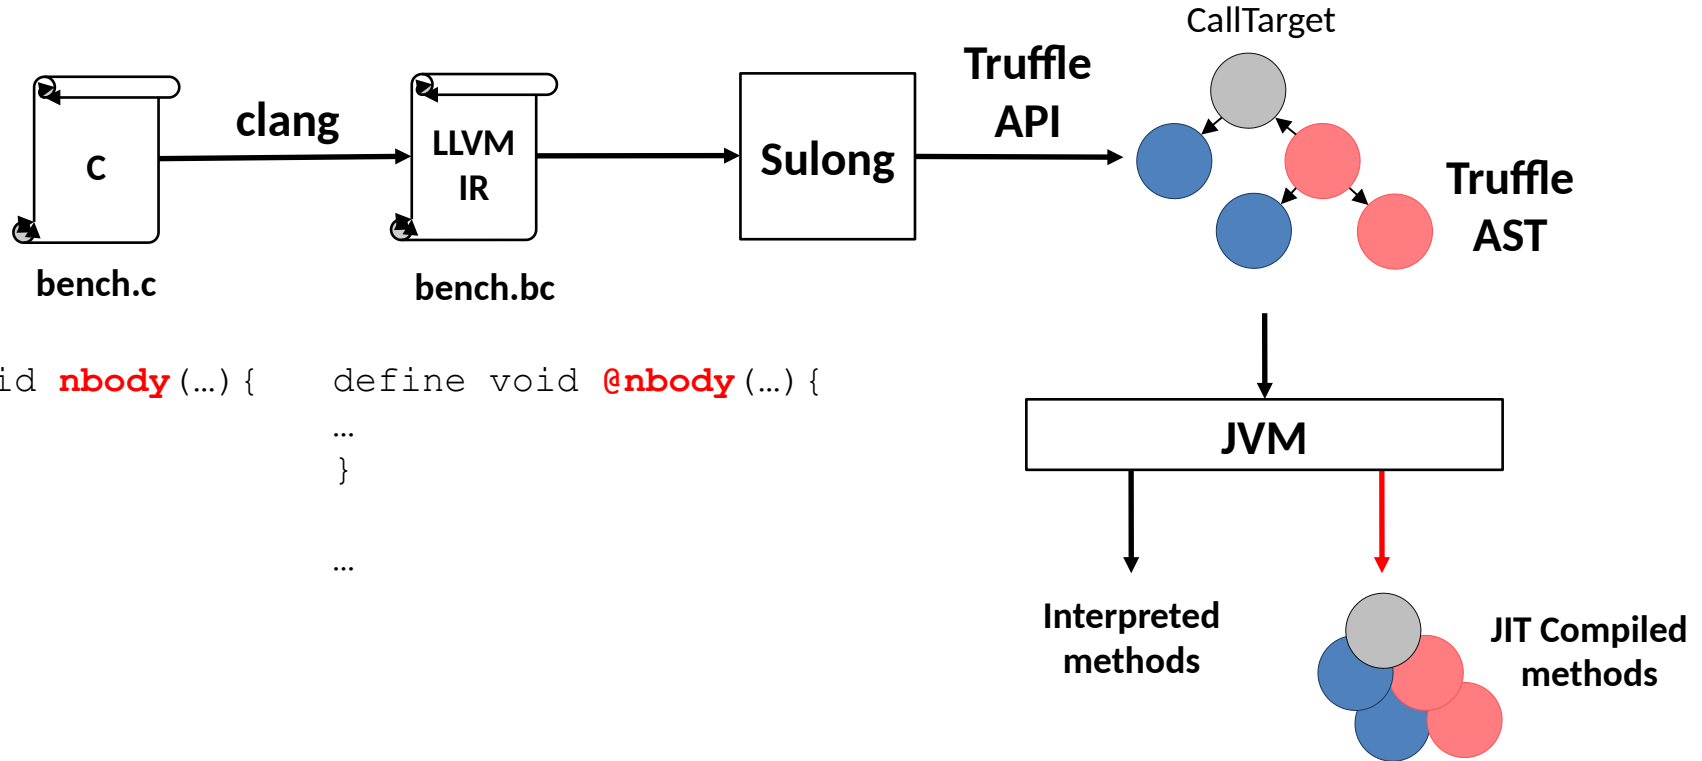 CallTarget
Truffle
API
clang
C
LLVM
IR
Sulong
Truffle
AST
bench.c
bench.bc
id nbody(…){
define void @nbody(…){
…
}
…
JVM
Interpreted
methods
JIT Compiled
methods